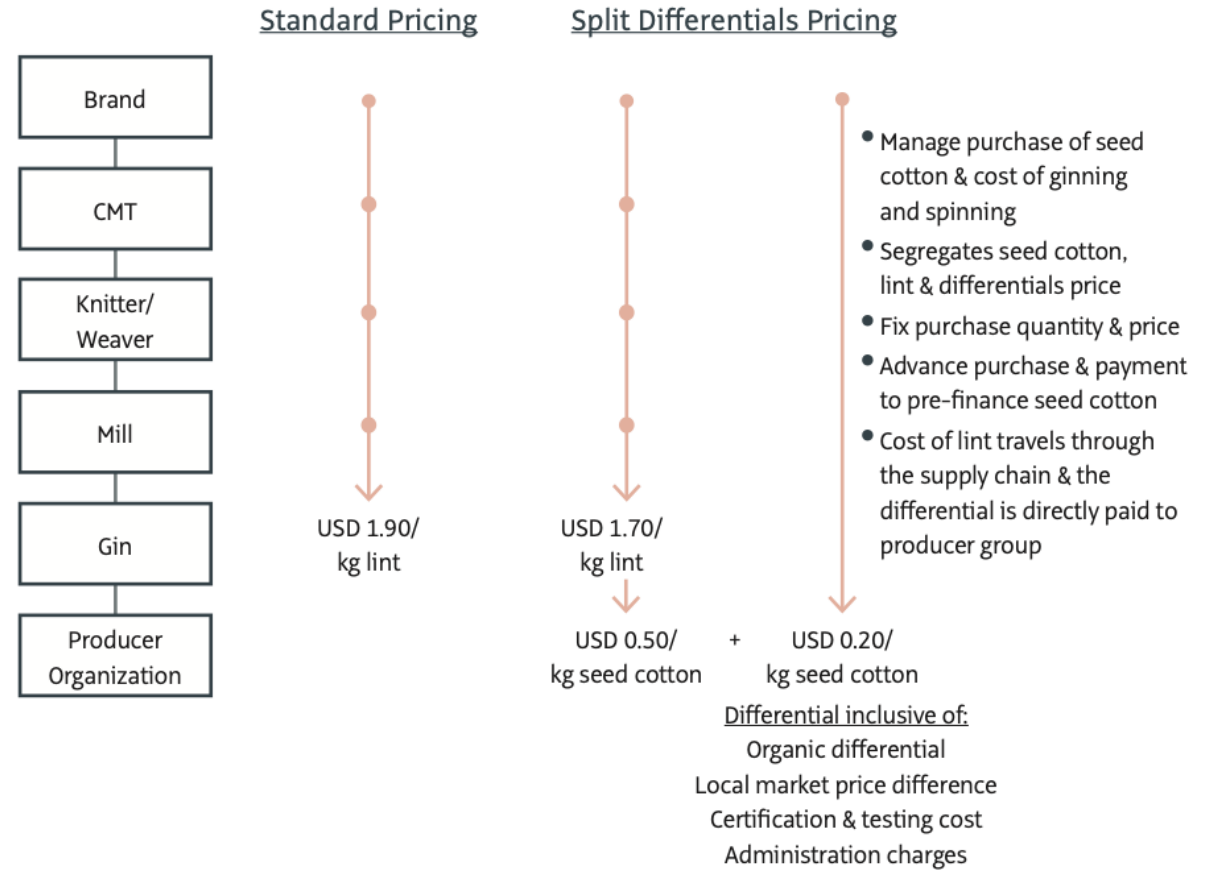 Standard Pricing
Split Differentials Pricing
Brand
CMT
Knitter/
Weaver
Mill
Gin
Producer
Organization
USD 1.90/
kg lint
USD 1.70/
kg lint
USD 0.50/
kg seed cotton
+
USD 0.20/
kg seed cotton
Differential inclusive of:
Organic differential
Local market price difference
Certification & testing cost
Administration charges
• Manage purchase of seed
cotton & cost of ginning
and spinning
• Segregates seed cotton,
lint & differentials price
• Fix purchase quantity & price
• Advance purchase & payment
to pre-finance seed cotton
• Cost of lint travels through
the supply chain & the
differential is directly paid to
producer group